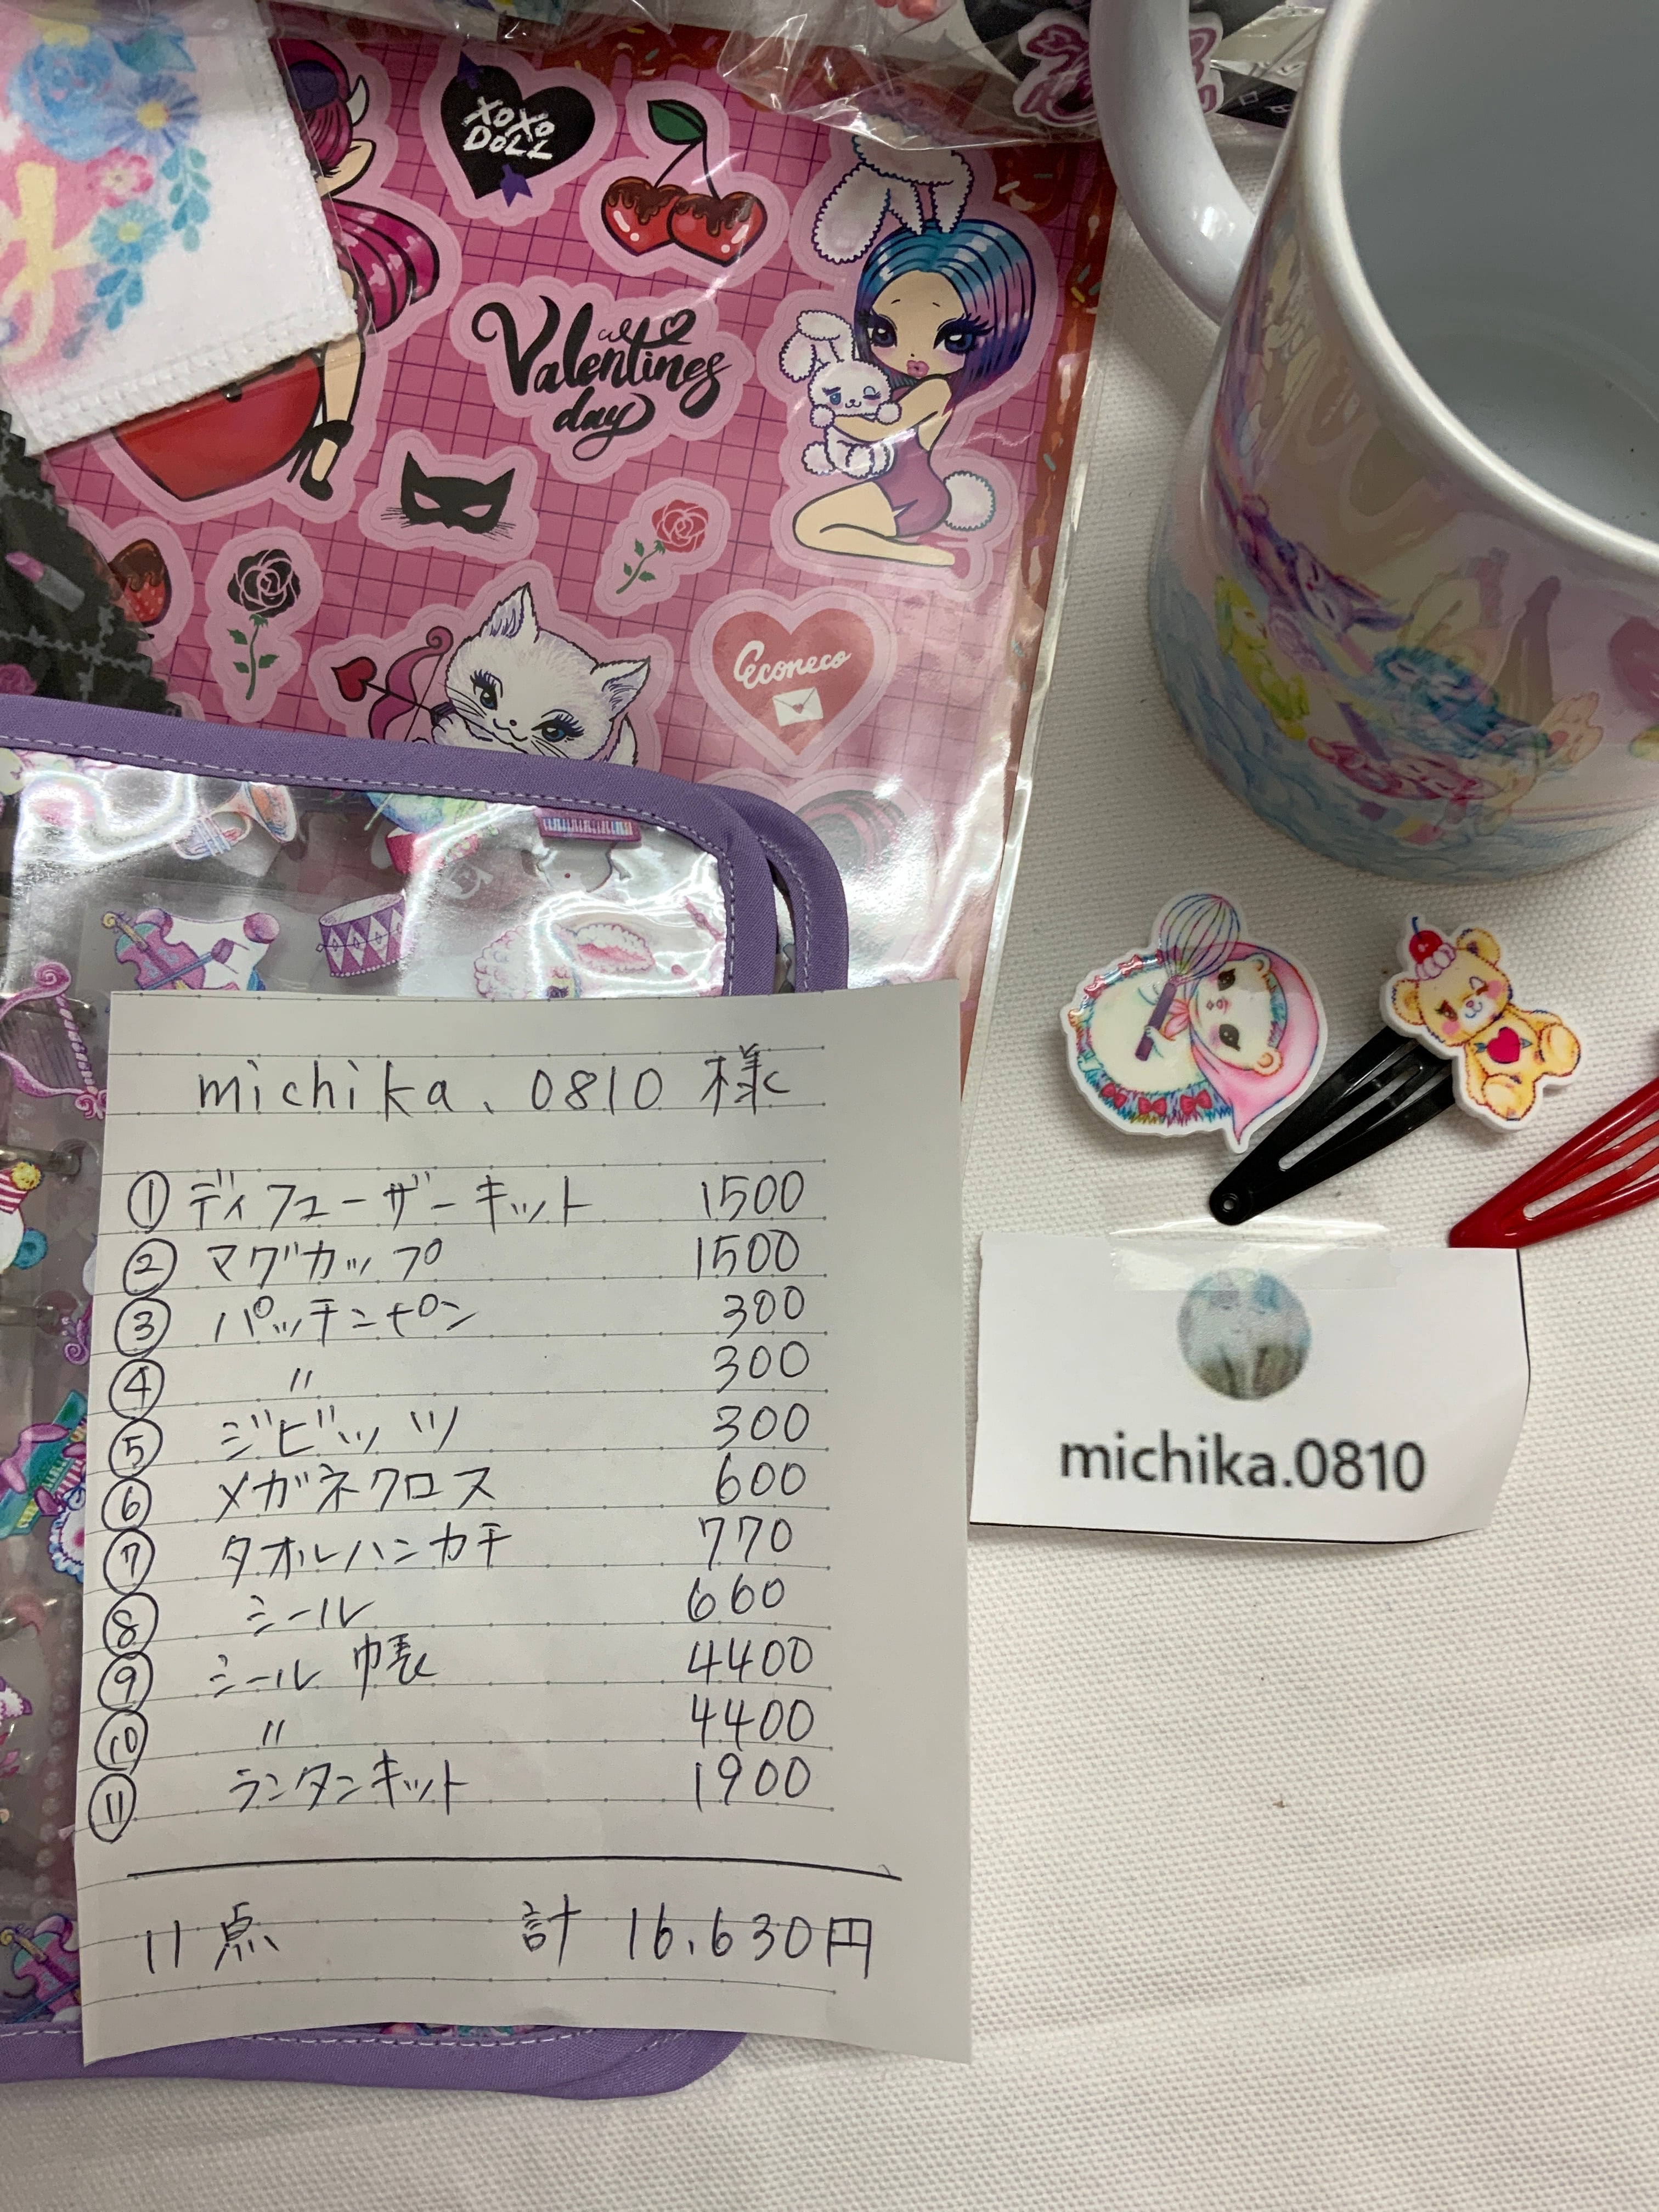 XOXO
DOLL
Valentines
day
Econeco
michika.0810 様
① ディフューザーキット 1500
② マグカップ 1500
③ パッチンピン 300
④ 〃 300
⑤ ジビッツ 300
⑥ メガネクロス 600
⑦ タオルハンカチ 770
⑧ シール 660
⑨ シール帳 4400
⑩ 〃 4400
⑪ ランタンキット 1900
11点 計 16,630円
michika.0810